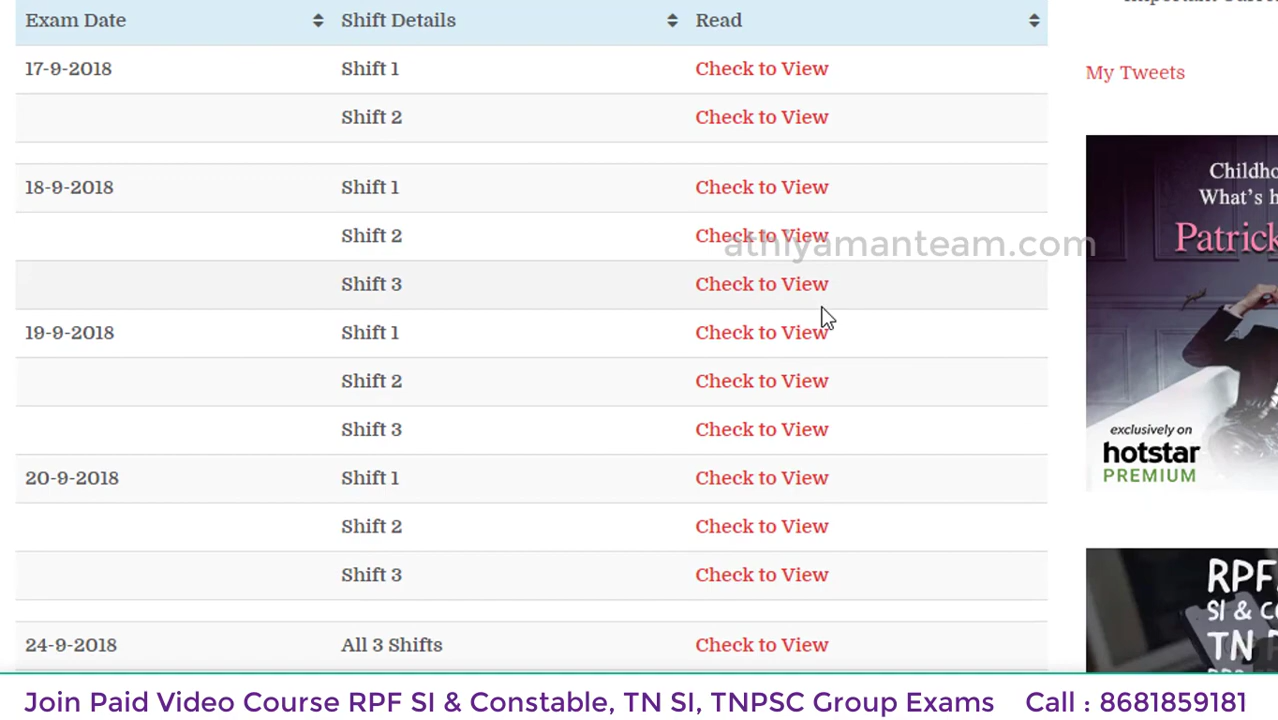 Exam Date Shift Details Read
17-9-2018 Shift 1 Check to View
Shift 2 Check to View
18-9-2018 Shift 1 Check to View
Shift 2 Check to View
Shift 3 Check to View
19-9-2018 Shift 1 Check to View
Shift 2 Check to View
Shift 3 Check to View
20-9-2018 Shift 1 Check to View
Shift 2 Check to View
Shift 3 Check to View
24-9-2018 All 3 Shifts Check to View
athiyamanteam.com
My Tweets
What's h
Patrick
exclusively on
hotstar
PREMIUM
RPF
SI & C
TN
Join Paid Video Course RPF SI & Constable, TN SI, TNPSC Group Exams Call : 8681859181